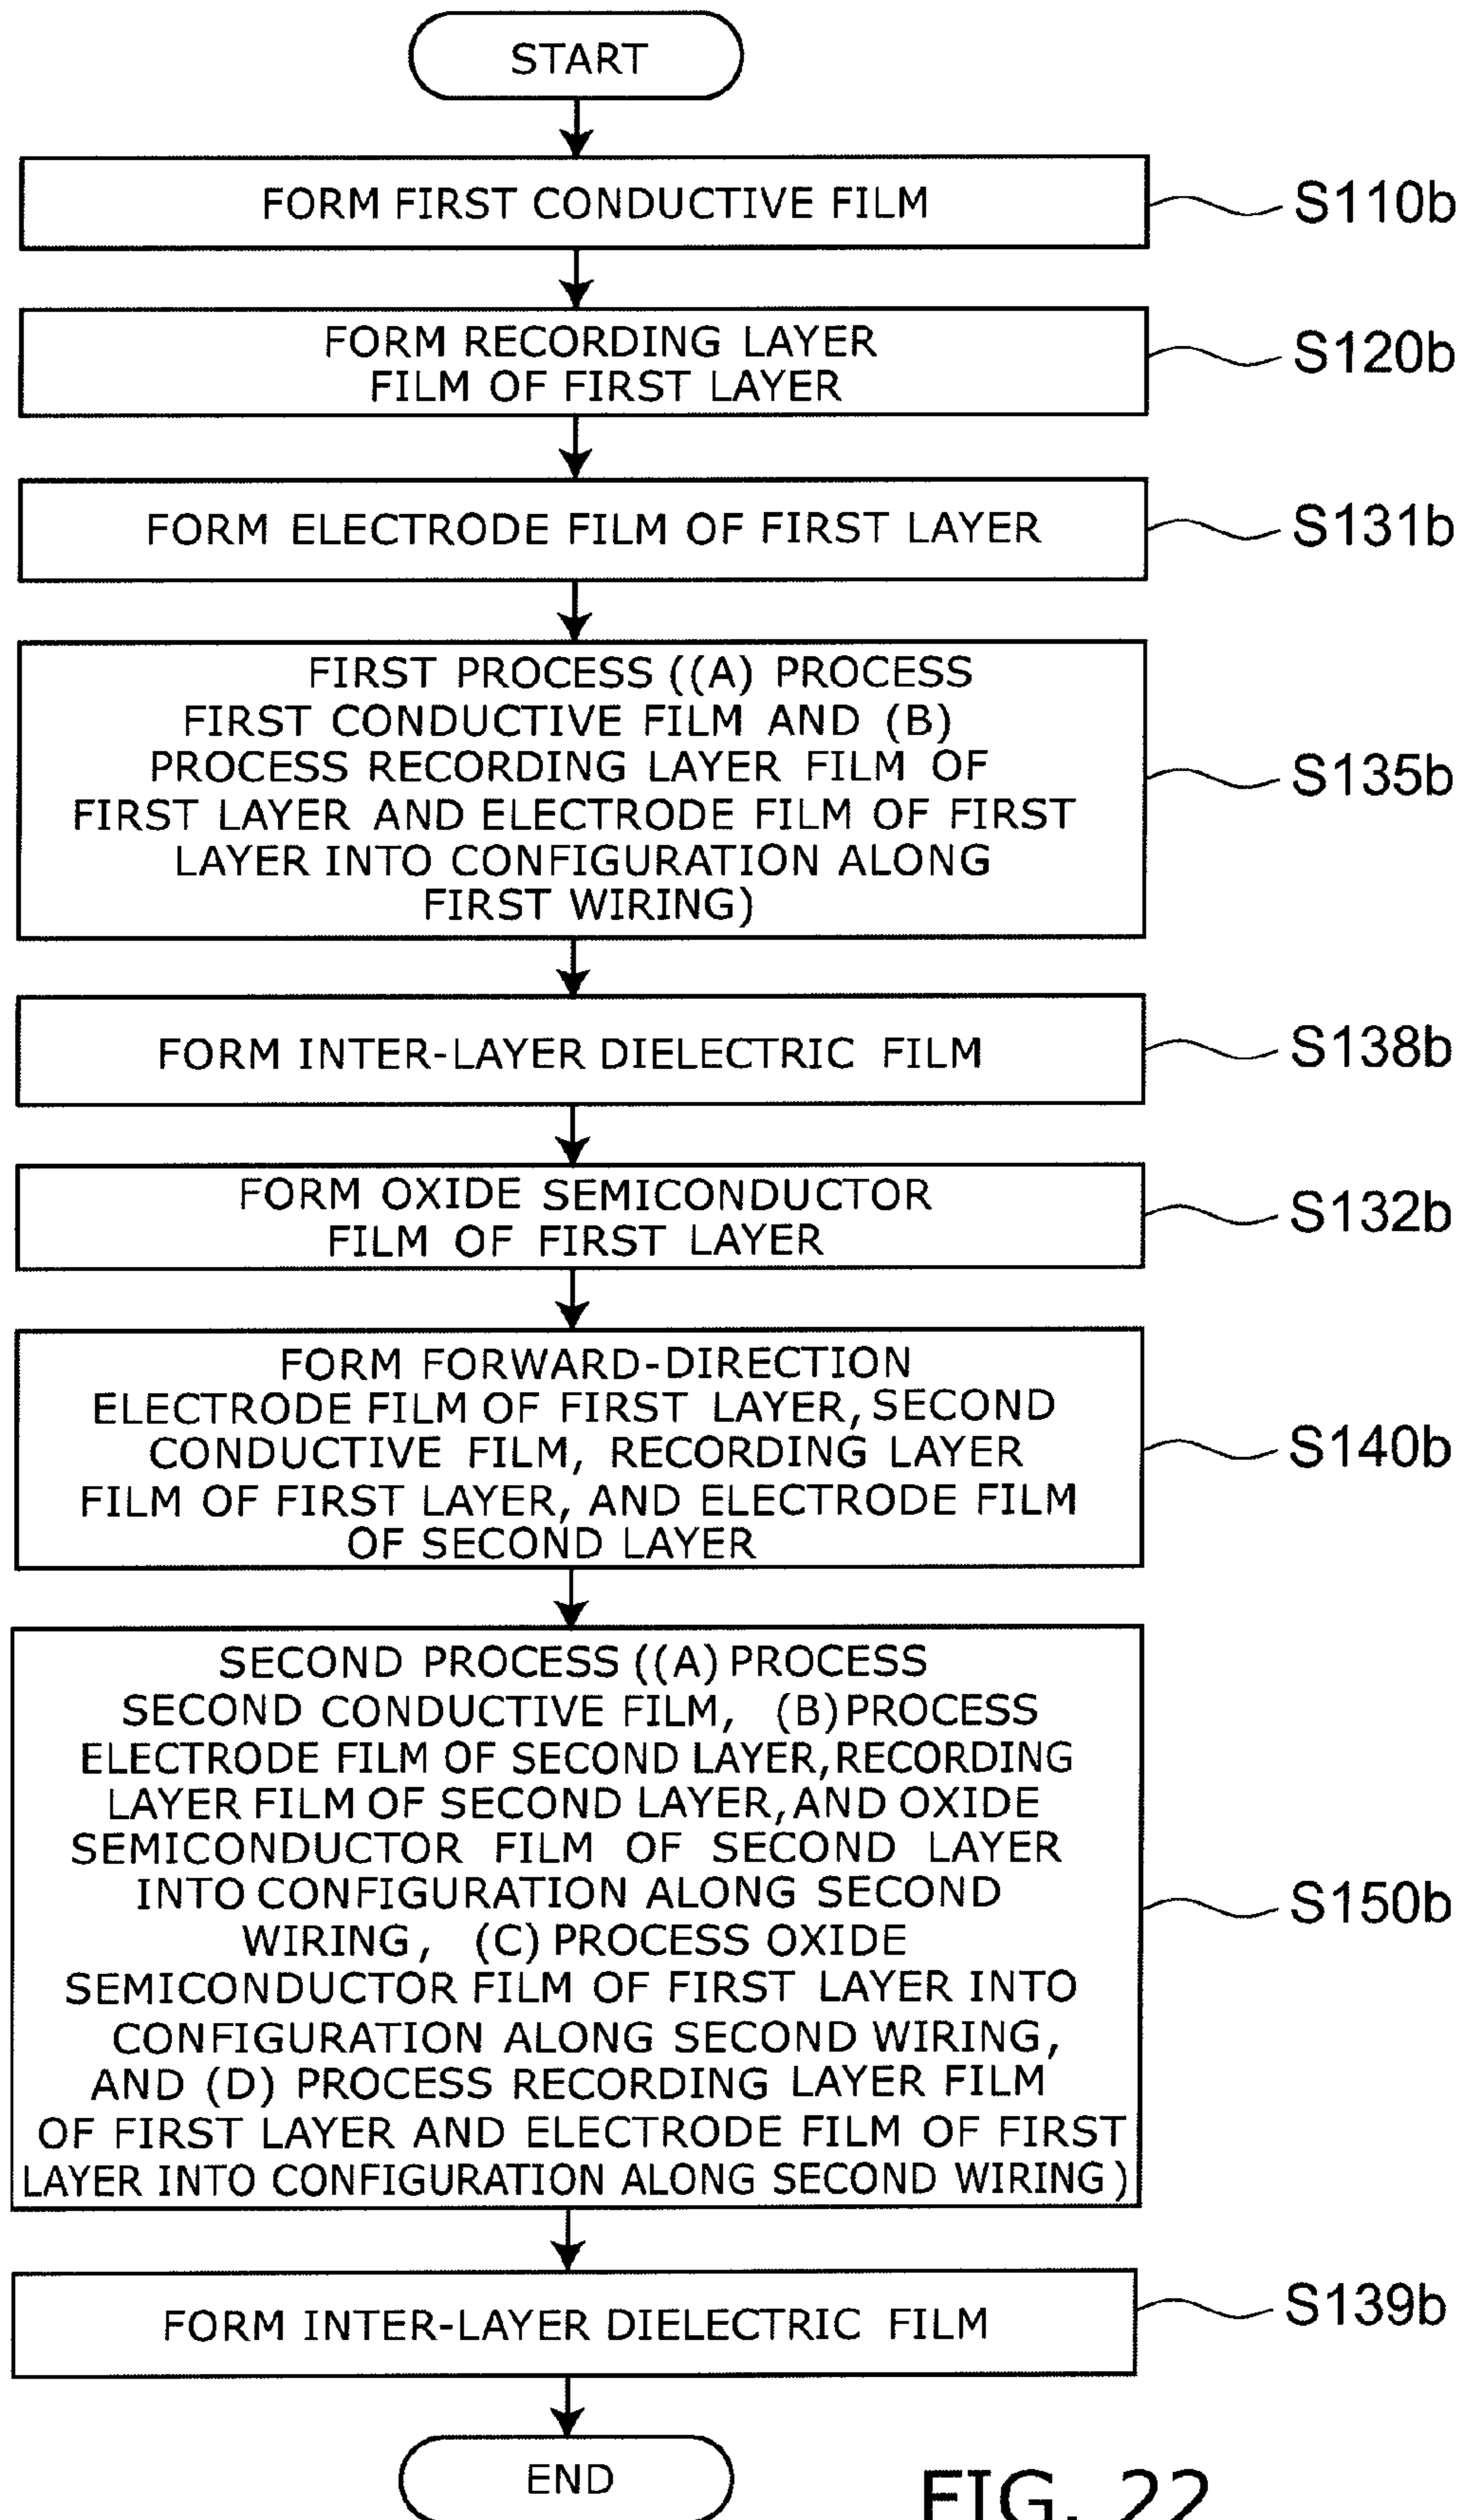 START
FORM FIRST CONDUCTIVE FILM
S110b
FORM RECORDING LAYER
FILM OF FIRST LAYER
S120b
FORM ELECTRODE FILM OF FIRST LAYER
S131b
FIRST PROCESS ((A) PROCESS
FIRST CONDUCTIVE FILM AND (B)
PROCESS RECORDING LAYER FILM OF
FIRST LAYER AND ELECTRODE FILM OF FIRST
LAYER INTO CONFIGURATION ALONG
FIRST WIRING)
S135b
FORM INTER-LAYER DIELECTRIC FILM
S138b
FORM OXIDE SEMICONDUCTOR
FILM OF FIRST LAYER
S132b
FORM FORWARD-DIRECTION
ELECTRODE FILM OF FIRST LAYER, SECOND
CONDUCTIVE FILM, RECORDING LAYER
FILM OF FIRST LAYER, AND ELECTRODE FILM
OF SECOND LAYER
S140b
SECOND PROCESS ((A) PROCESS
SECOND CONDUCTIVE FILM, (B) PROCESS
ELECTRODE FILM OF SECOND LAYER, RECORDING
LAYER FILM OF SECOND LAYER, AND OXIDE
SEMICONDUCTOR FILM OF SECOND LAYER
INTO CONFIGURATION ALONG SECOND
WIRING, (C) PROCESS OXIDE
SEMICONDUCTOR FILM OF FIRST LAYER INTO
CONFIGURATION ALONG SECOND WIRING,
AND (D) PROCESS RECORDING LAYER FILM
OF FIRST LAYER AND ELECTRODE FILM OF FIRST
LAYER INTO CONFIGURATION ALONG SECOND WIRING)
S150b
FORM INTER-LAYER DIELECTRIC FILM
S139b
END
FIG. 22